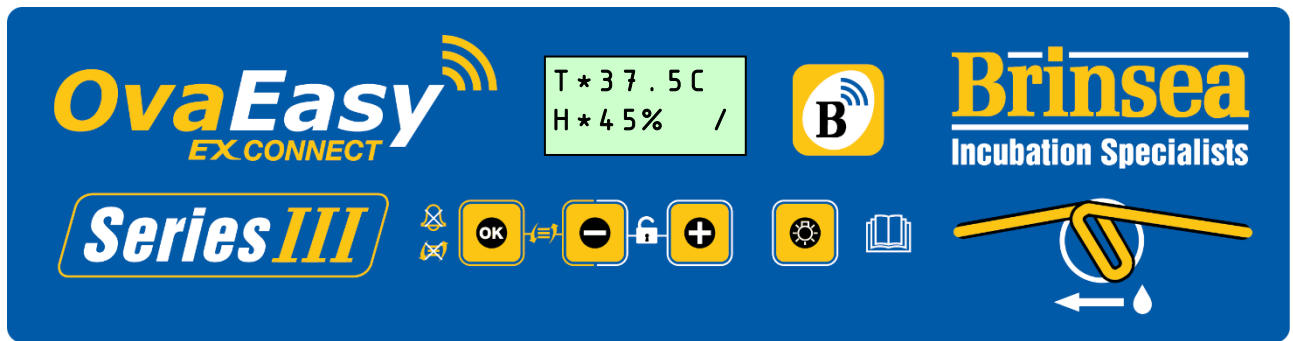 OvaEasy
EX CONNECT
T*37.5C
H*45% /
B
Brinsea
Incubation Specialists
Series III
OK